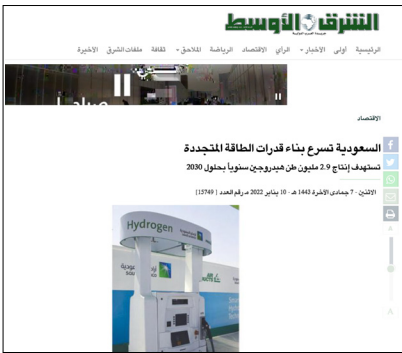 الشرق الأوسط
الرئيسية أولى الأخبار الرأي الاقتصاد الرياضة الملاحق ثقافة ملفات الشرق الأخيرة
الاقتصاد
السعودية تسرع بناء قدرات الطاقة المتجددة
تستهدف إنتاج 2.9 مليون طن هيدروجين سنوياً بحلول 2030
الاثنين - 7 جمادى الآخرة 1443 هـ - 10 يناير 2022 مـ رقم العدد [ 15749]
Hydrogen
A